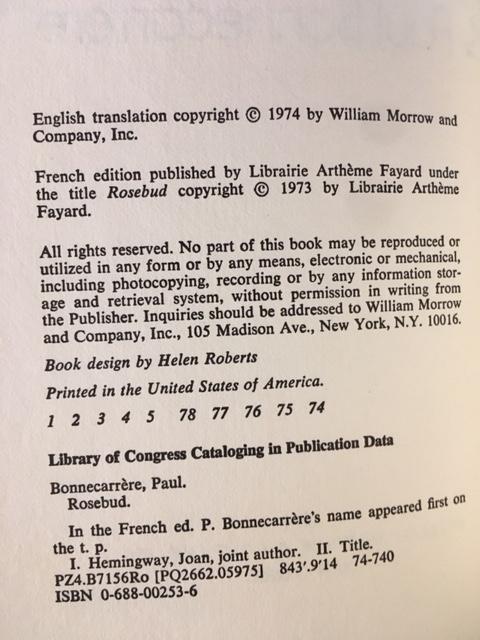 English translation copyright © 1974 by William Morrow and
Company, Inc.
French edition published by Librairie Arthème Fayard under
the title Rosebud copyright © 1973 by Librairie Arthème
Fayard.
All rights reserved. No part of this book may be reproduced or
utilized in any form or by any means, electronic or mechanical,
including photocopying, recording or by any information stor-
age and retrieval system, without permission in writing from
the Publisher. Inquiries should be addressed to William Morrow
and Company, Inc., 105 Madison Ave., New York, N.Y. 10016.
Book design by Helen Roberts
Printed in the United States of America.
1 2 3 4 5 78 77 76 75 74
Library of Congress Cataloging in Publication Data
Bonnecarrère, Paul.
Rosebud.
In the French ed. P. Bonnecarrère's name appeared first on
the t. p.
I. Hemingway, Joan, joint author. II. Title.
PZ4.B7156Ro [PQ2662.05975] 843'.9'14 74-740
ISBN 0-688-00253-6